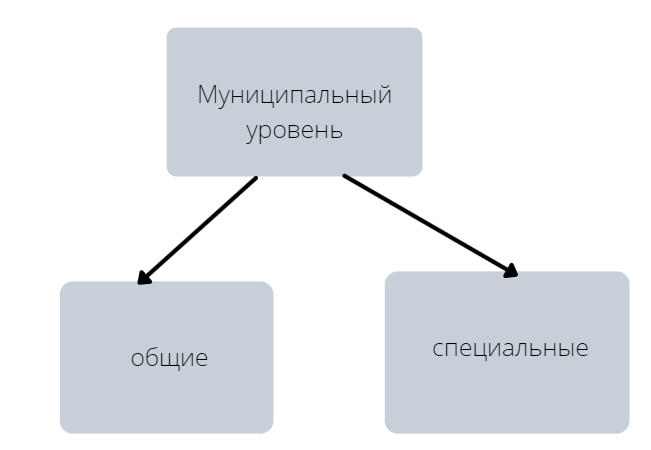 Муниципальный
уровень
общие
специальные